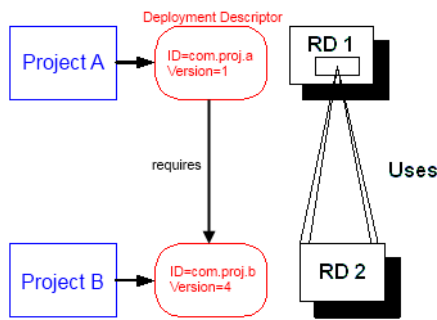 Deployment Descriptor
Project A
ID=com.proj.a
Version=1
RD 1
requires
Uses
Project B
ID=com.proj.b
Version=4
RD 2